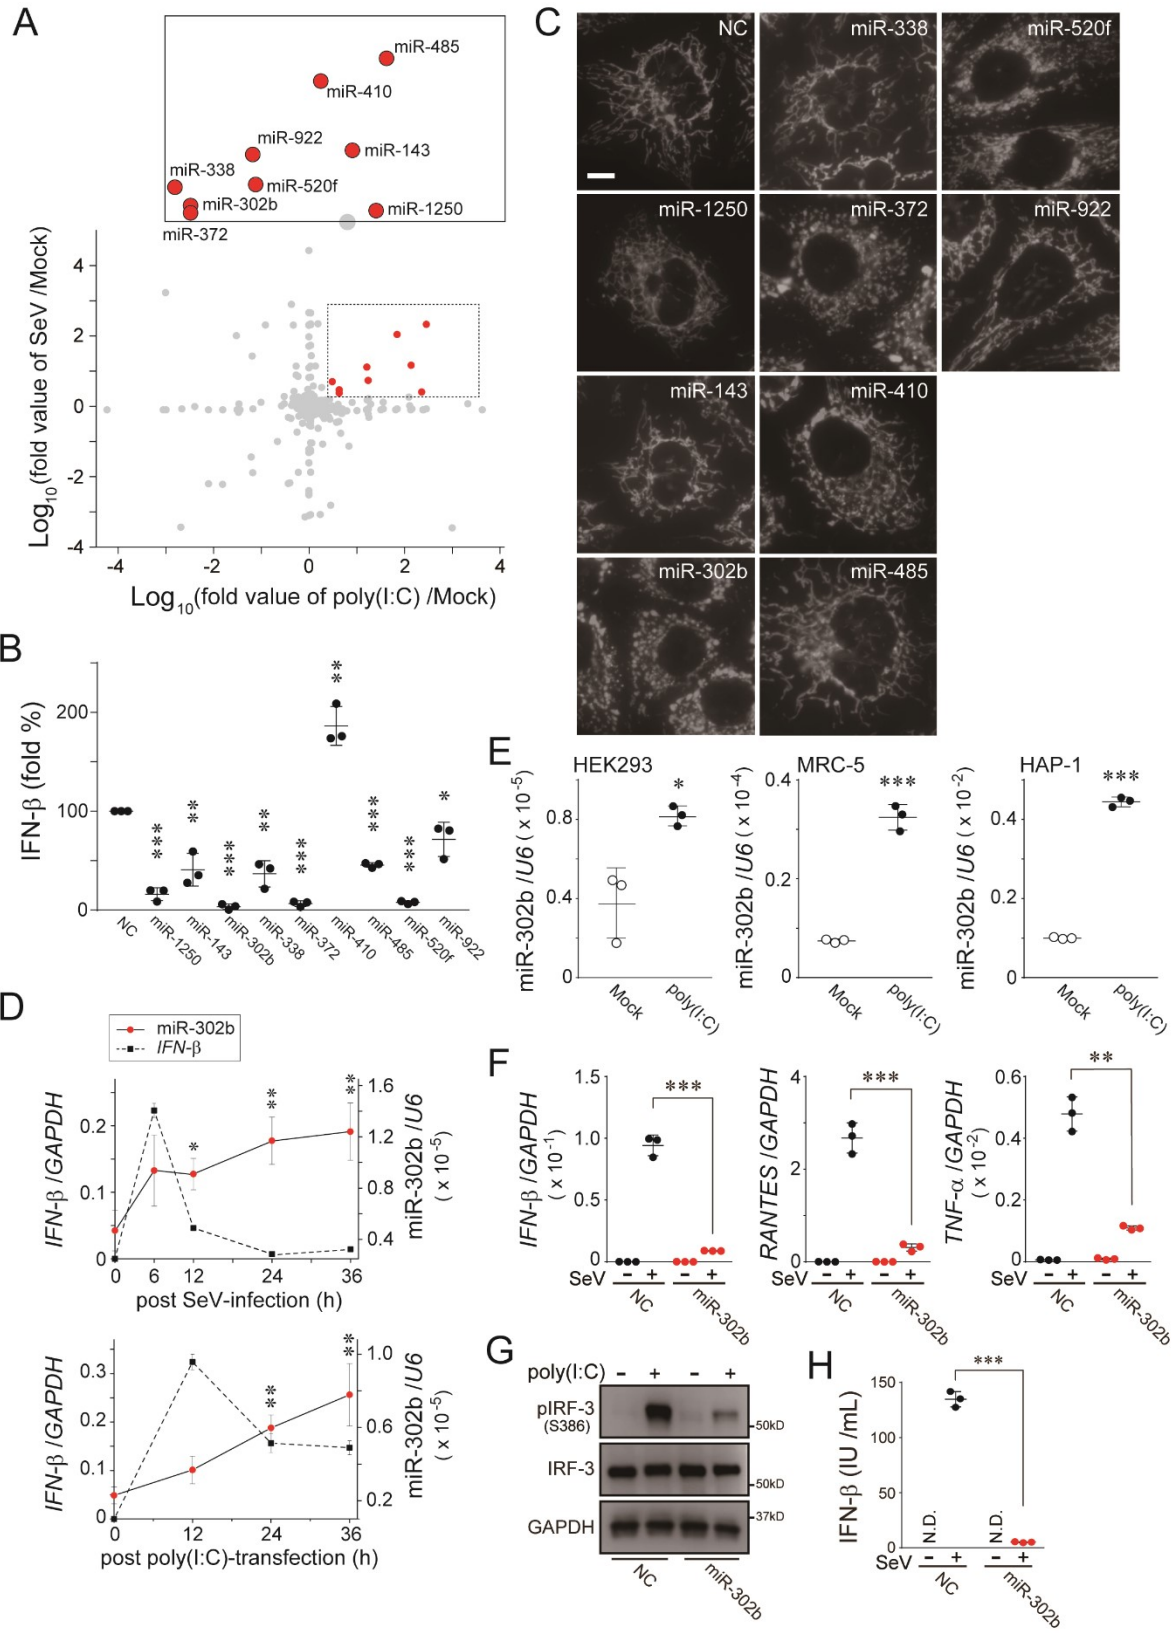 A
miR-485
miR-410
miR-922
miR-143
miR-338
miR-520f
miR-302b
miR-1250
miR-372
Log10(fold value of SeV /Mock)
4
2
0
-2
-4
-4
-2
0
2
4
Log10(fold value of poly(I:C) /Mock)
B
IFN-β (fold %)
200
100
0
***
**
***
**
***
**
***
***
*
NC
miR-1250
miR-143
miR-302b
miR-338
miR-372
miR-410
miR-485
miR-520f
miR-922
C
NC
miR-338
miR-520f
miR-1250
miR-372
miR-922
miR-143
miR-410
miR-302b
miR-485
D
miR-302b
IFN-β
IFN-β /GAPDH
0.2
0.1
0
*
**
**
1.6
1.2
0.8
0.4
miR-302b /U6
( x 10-5)
0
6
12
24
36
post SeV-infection (h)
IFN-β /GAPDH
0.3
0.2
0.1
0
**
**
1.0
0.6
0.2
miR-302b /U6
( x 10-5)
0
12
24
36
post poly(I:C)-transfection (h)
E
HEK293
miR-302b /U6 ( x 10-5)
0.8
0.4
0
*
Mock
poly(I:C)
MRC-5
miR-302b /U6 ( x 10-4)
0.4
0.2
0
***
Mock
poly(I:C)
HAP-1
miR-302b /U6 ( x 10-2)
0.4
0.2
0
***
Mock
poly(I:C)
F
IFN-β /GAPDH
( x 10-1)
1.5
1.0
0.5
0
***
SeV - + - +
NC
miR-302b
RANTES /GAPDH
4
2
0
***
SeV - + - +
NC
miR-302b
TNF-α /GAPDH
( x 10-2)
0.6
0.4
0.2
0
**
SeV - + - +
NC
miR-302b
G
poly(I:C) - + - +
pIRF-3
(S386)
50kD
IRF-3
50kD
37kD
GAPDH
NC
miR-302b
H
IFN-β (IU /mL)
150
100
50
0
***
N.D.
N.D.
SeV - + - +
NC
miR-302b